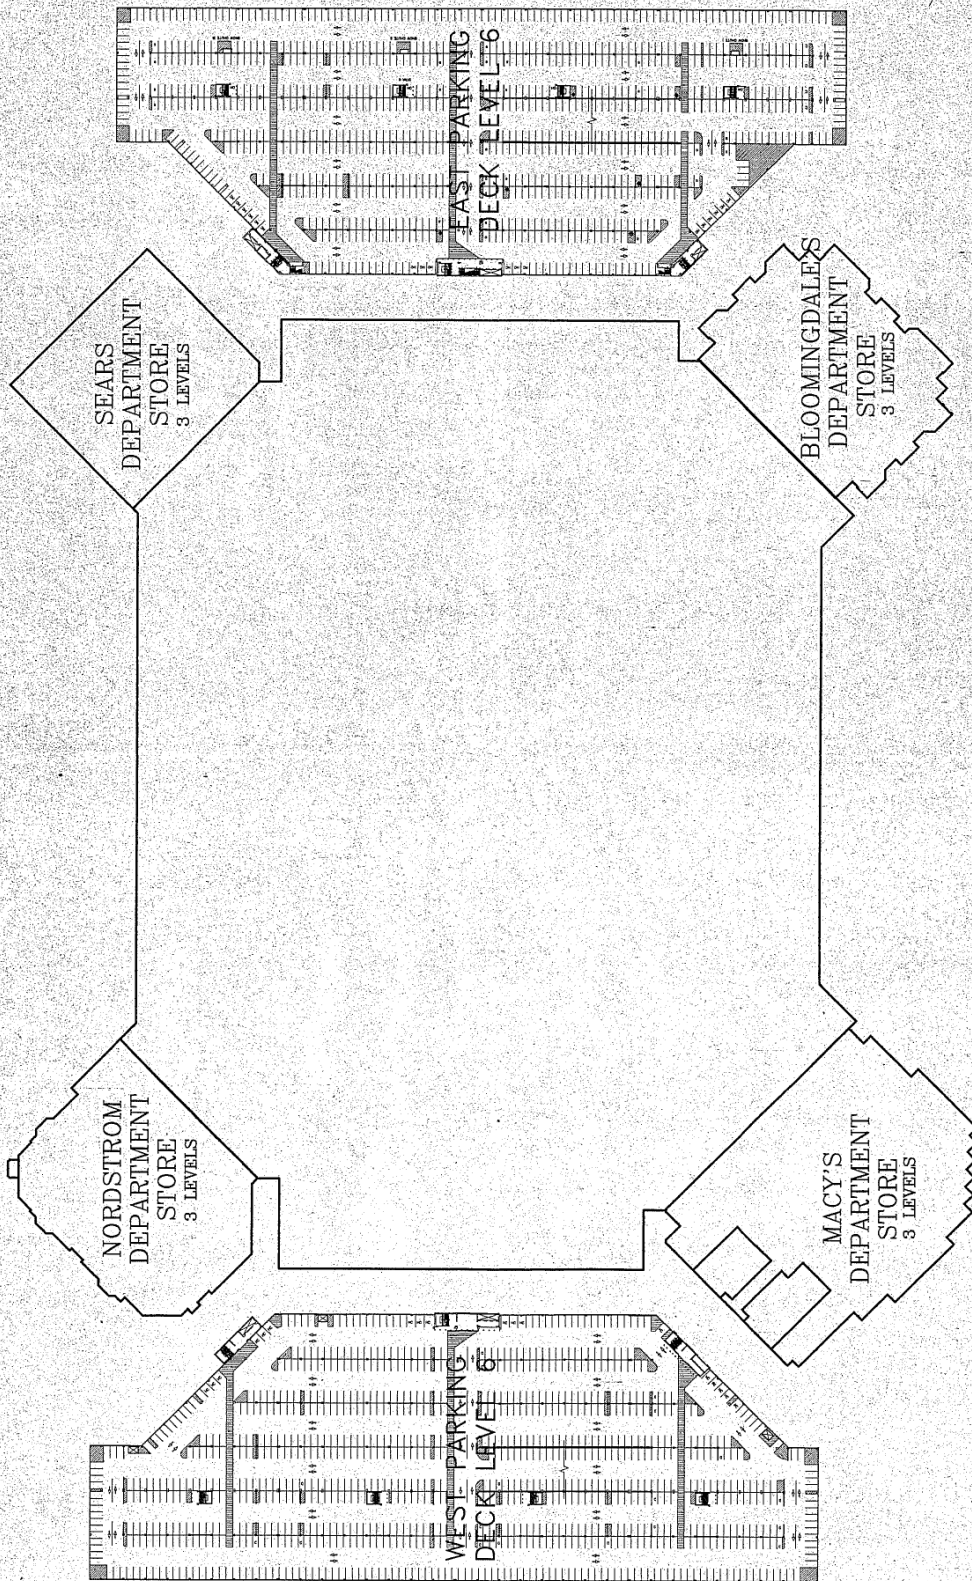 EAST PARKING
DECK LEVEL 6
SEARS
DEPARTMENT
STORE
3 LEVELS
BLOOMINGDALE'S
DEPARTMENT
STORE
3 LEVELS
NORDSTROM
DEPARTMENT
STORE
3 LEVELS
MACY'S
DEPARTMENT
STORE
3 LEVELS
WEST PARKING
DECK LEVE 6